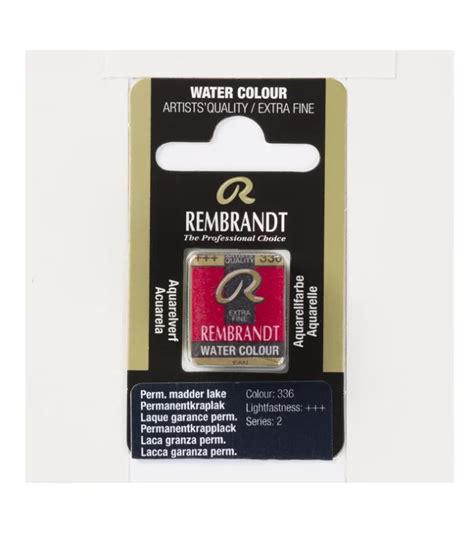 WATER COLOUR
ARTISTS'QUALITY / EXTRA FINE
R
REMBRANDT
The Professional Choice
Aquarelverf
Acuarela
Aquarellfarbe
Aquarelle
+++ QUALITY 336
R
EXTRA
FINE
REMBRANDT
WATER COLOUR
PAN
Perm. madder lake
Permanentkraplak
Laque garance perm.
Permanentkrapplack
Laca granza perm.
Lacca garanza perm.
Colour: 336
Lightfastness: +++
Series: 2